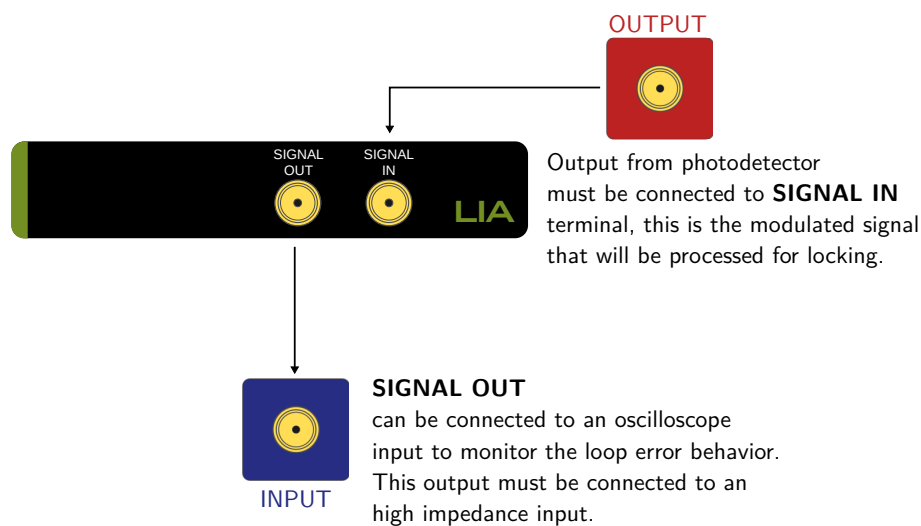 OUTPUT
SIGNAL
OUT
SIGNAL
IN
LIA
Output from photodetector
must be connected to SIGNAL IN
terminal, this is the modulated signal
that will be processed for locking.
SIGNAL OUT
can be connected to an oscilloscope
input to monitor the loop error behavior.
This output must be connected to an
high impedance input.
INPUT